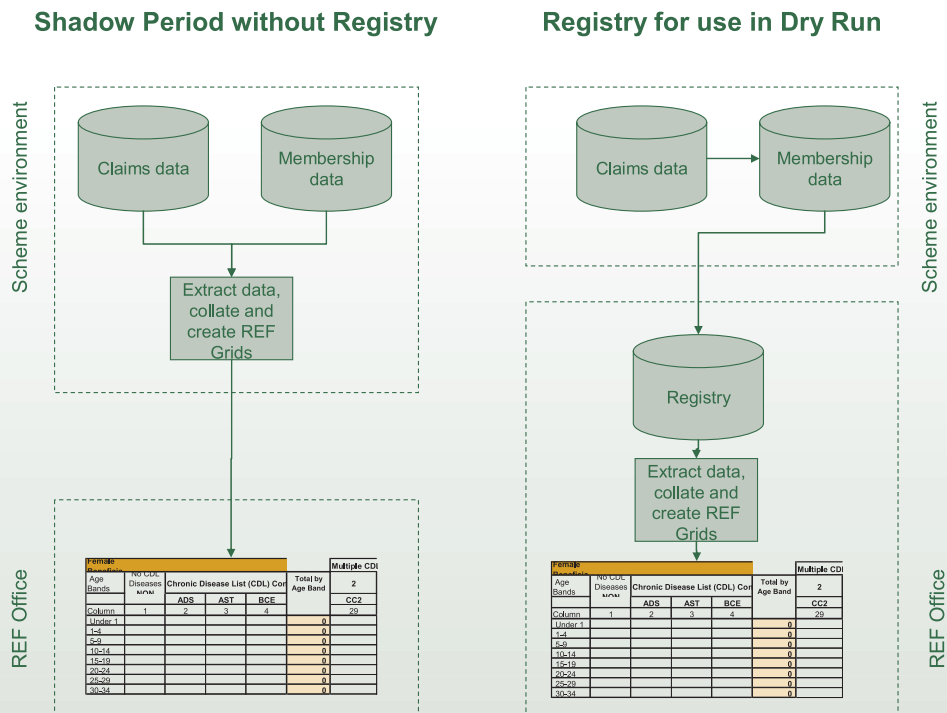 Shadow Period without Registry
Scheme environment
Claims data
Membership
data
Extract data,
collate and
create REF
Grids
REF Office
Female
Age
Bands
No CDL
Diseases
NON
Chronic Disease List (CDL) Con
Total by
Age Band
Multiple CDL
2
ADS AST BCE
CC2
Column 1 2 3 4 29
Under 1 0
1-4 0
5-9 0
10-14 0
15-19 0
20-24 0
25-29 0
30-34 0
Registry for use in Dry Run
Scheme environment
Claims data
Membership
data
Registry
Extract data,
collate and
create REF
Grids
REF Office
Female
Age
Bands
No CDL
Diseases
NON
Chronic Disease List (CDL) Con
Total by
Age Band
Multiple CDL
2
ADS AST BCE
CC2
Column 1 2 3 4 29
Under 1 0
1-4 0
5-9 0
10-14 0
15-19 0
20-24 0
25-29 0
30-34 0